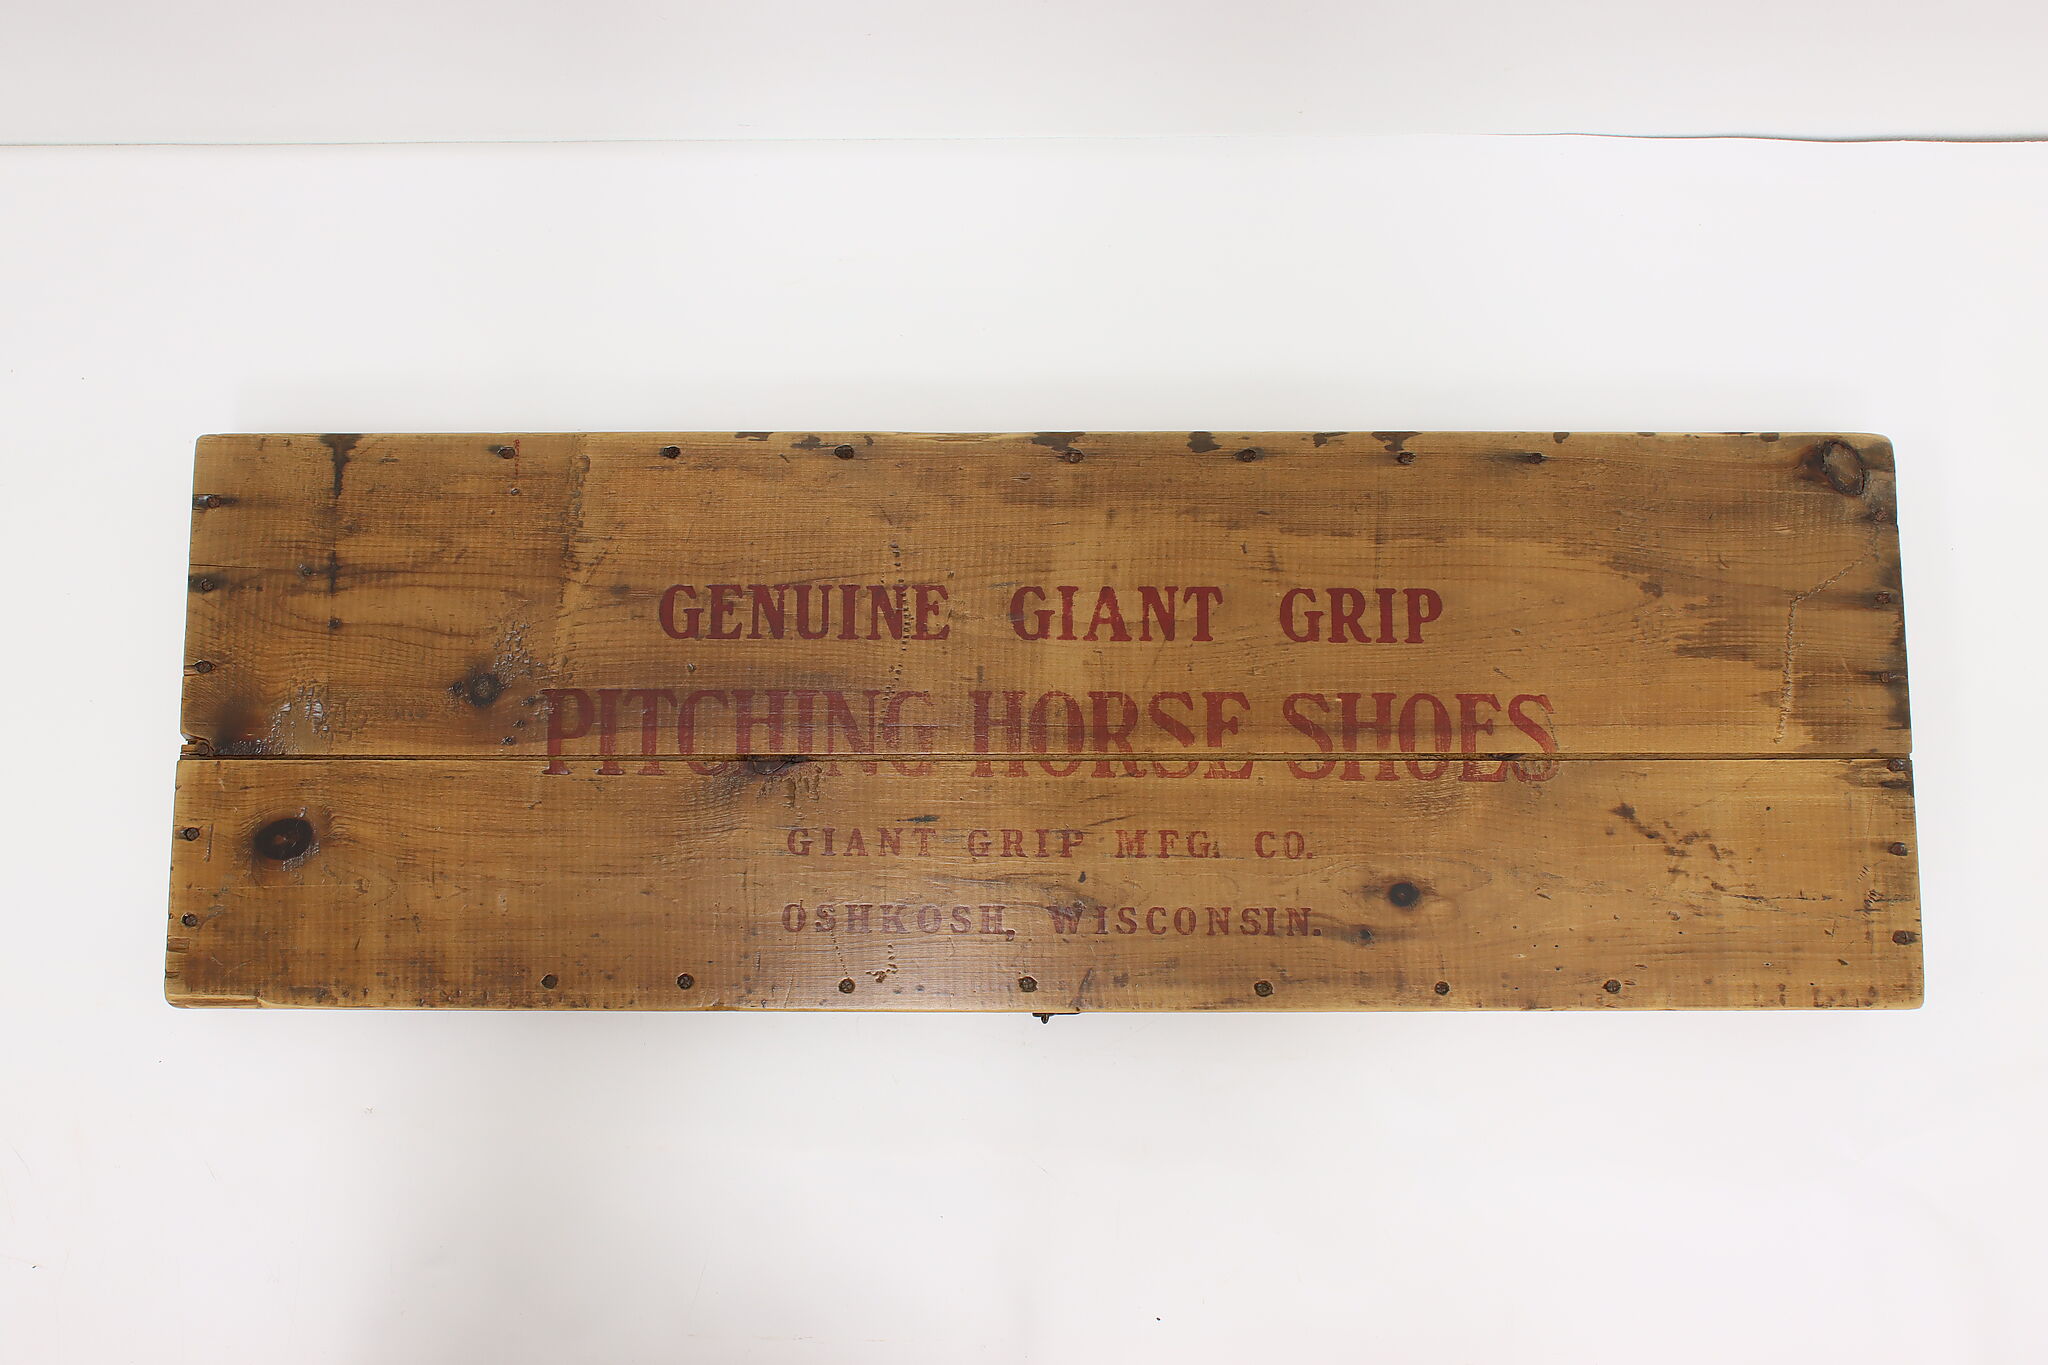 GENUINE GIANT GRIP
PITCHING HORSE SHOES
GIANT GRIP MFG. CO.
OSHKOSH, WISCONSIN.